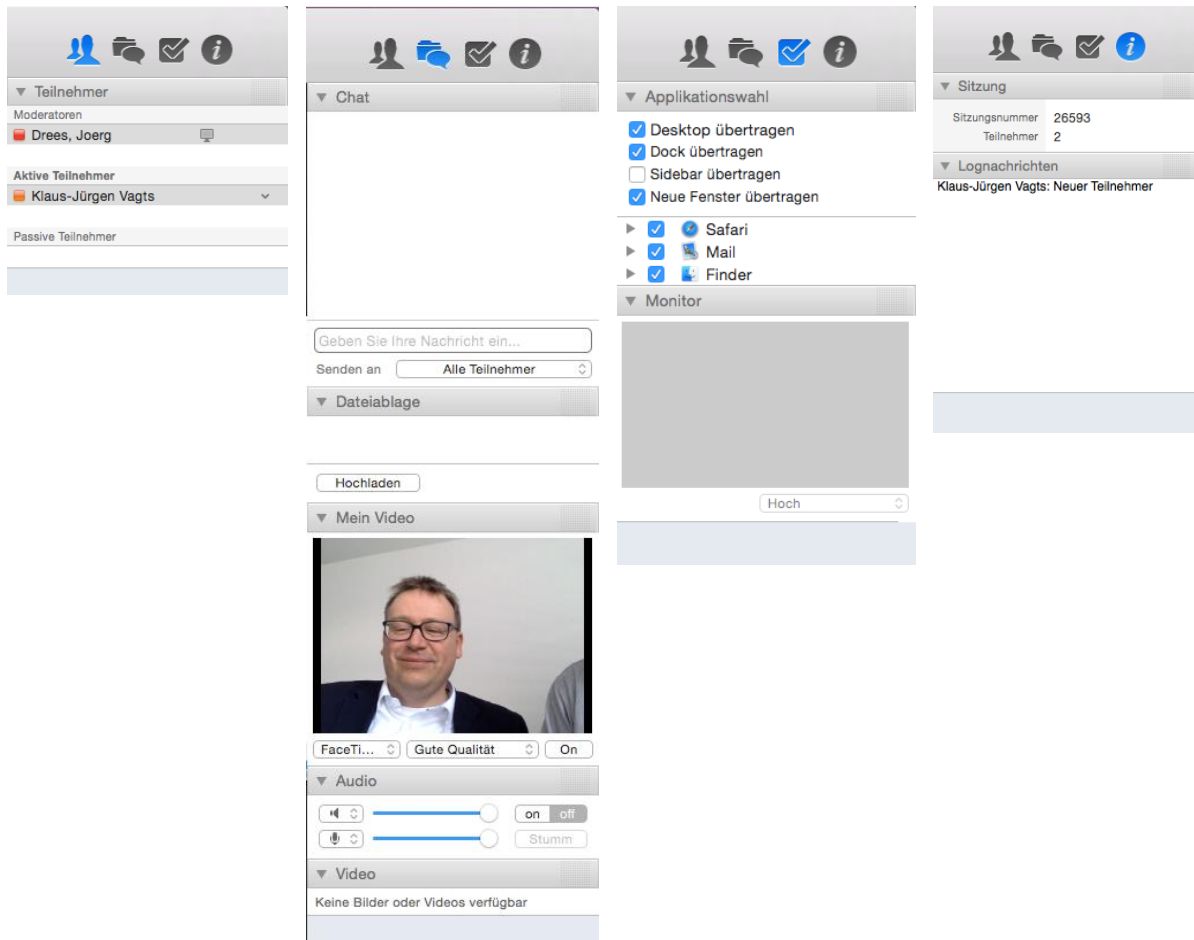 Teilnehmer
Moderatoren
Drees, Joerg
Aktive Teilnehmer
Klaus-Jürgen Vagts
Passive Teilnehmer
Chat
Geben Sie Ihre Nachricht ein...
Senden an Alle Teilnehmer
Dateiablage
Hochladen
Mein Video
FaceTi... Gute Qualität On
Audio
on off
Stumm
Video
Keine Bilder oder Videos verfügbar
Applikationswahl
Desktop übertragen
Dock übertragen
Sidebar übertragen
Neue Fenster übertragen
Safari
Mail
Finder
Monitor
Hoch
Sitzung
Sitzungsnummer 26593
Teilnehmer 2
Lognachrichten
Klaus-Jürgen Vagts: Neuer Teilnehmer